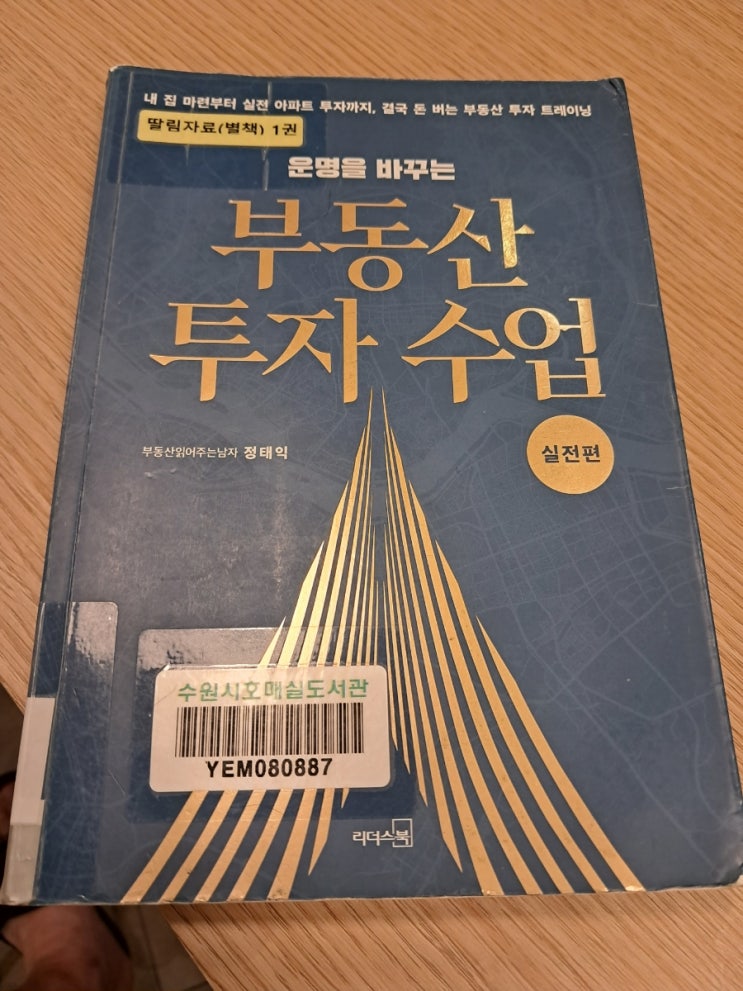 내 집 마련부터 실전 아파트 투자까지, 결국 돈 버는 부동산 투자 트레이닝
딸림자료(별책) 1권
운명을 바꾸는
부동산
투자 수업
실전편
부동산읽어주는남자 정태익
수원시호매실도서관
YEM080887
리더스북